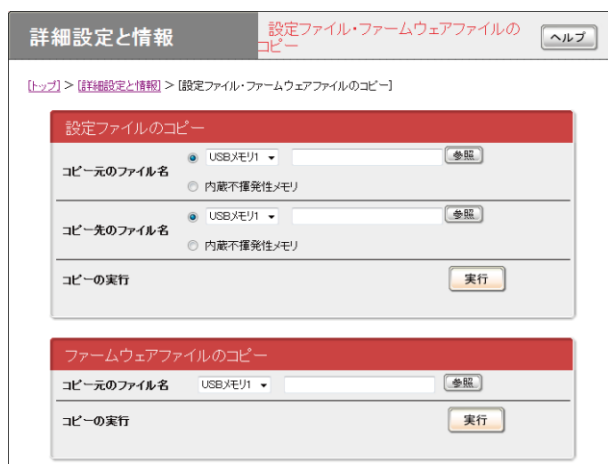 詳細設定と情報
設定ファイル・ファームウェアファイルの
コピー
ヘルプ
[トップ] > [詳細設定と情報] > [設定ファイル・ファームウェアファイルのコピー]
設定ファイルのコピー
コピー元のファイル名
USBメモリ1
参照
内蔵不揮発性メモリ
コピー先のファイル名
USBメモリ1
参照
内蔵不揮発性メモリ
コピーの実行
実行
ファームウェアファイルのコピー
コピー元のファイル名
USBメモリ1
参照
コピーの実行
実行